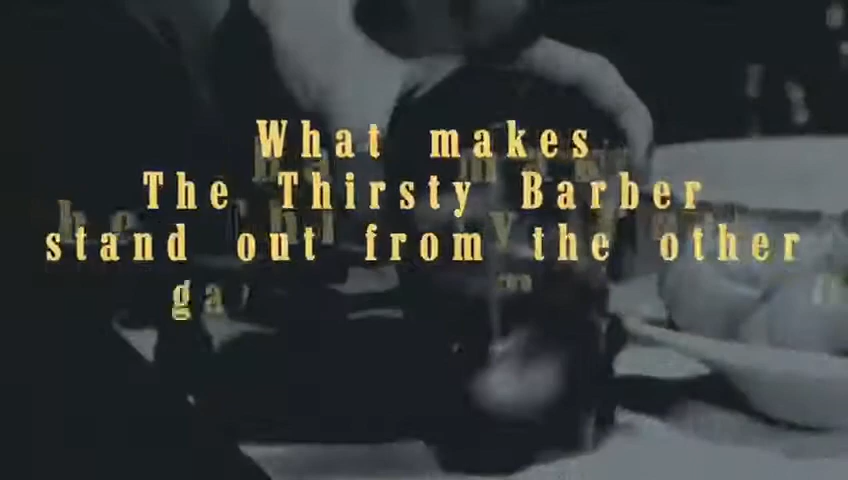 What makes
The Thirsty Barber
stand out from the other